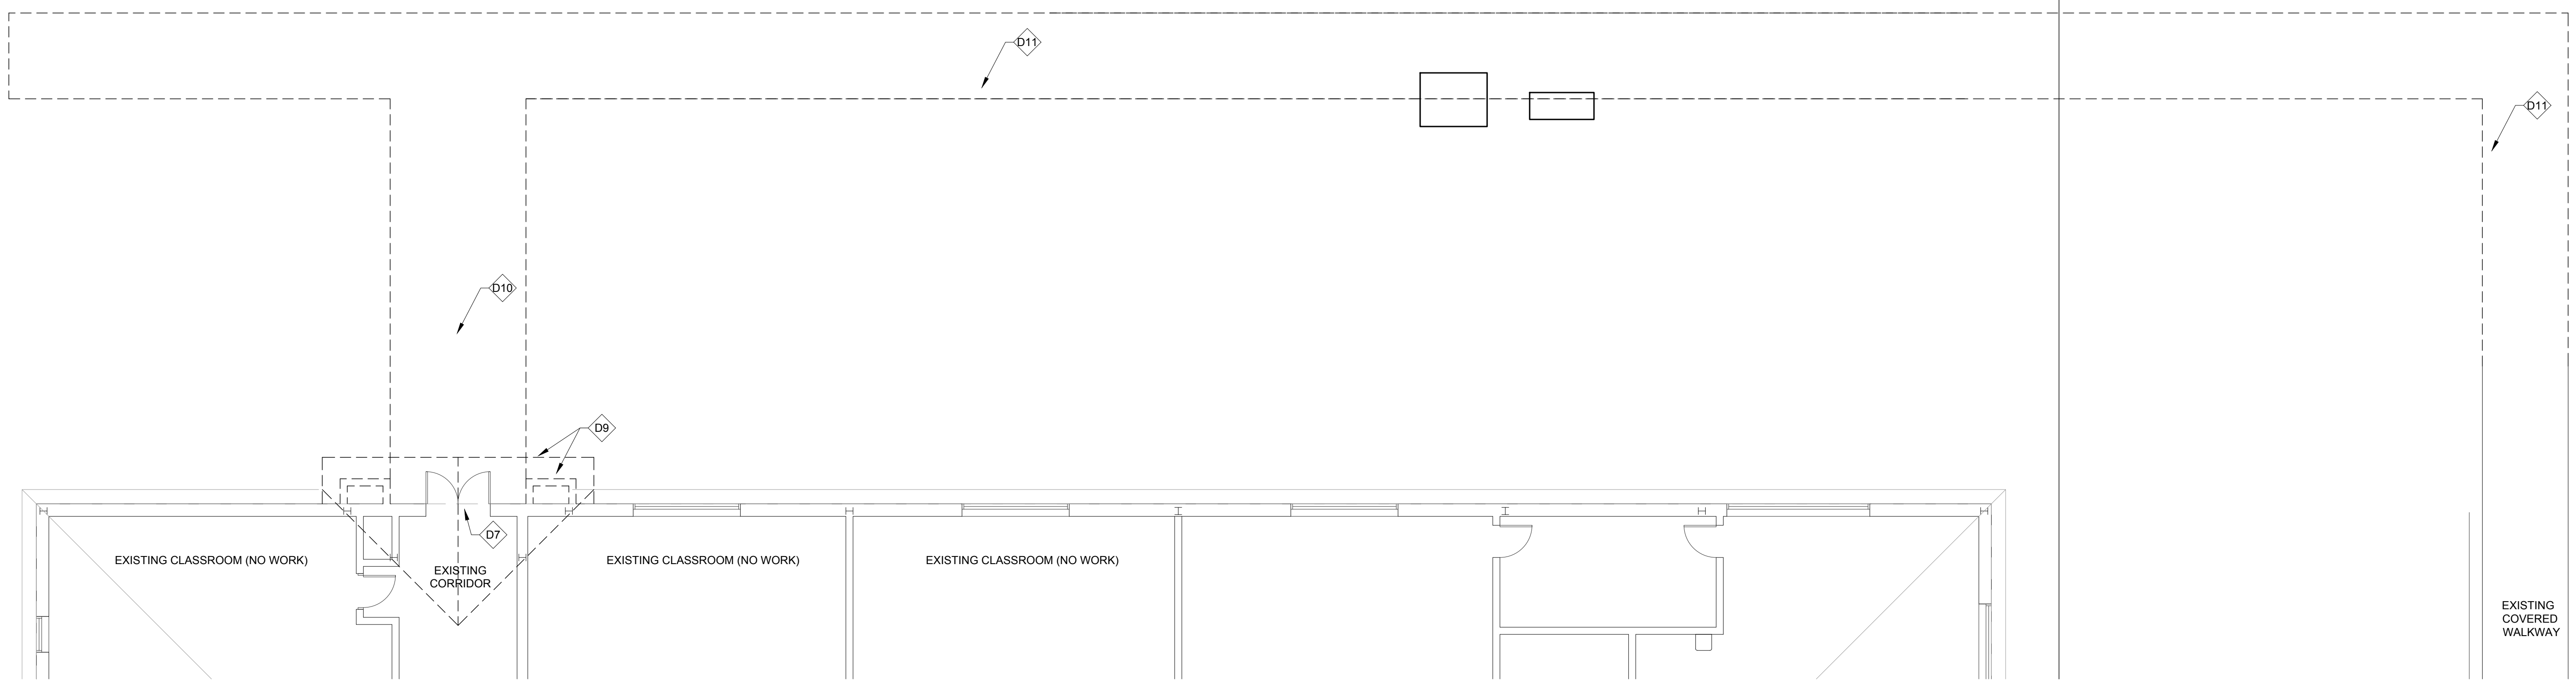 D11
D11
D10
D9
D7
EXISTING CLASSROOM (NO WORK)
EXISTING
CORRIDOR
EXISTING CLASSROOM (NO WORK)
EXISTING CLASSROOM (NO WORK)
EXISTING
COVERED
WALKWAY